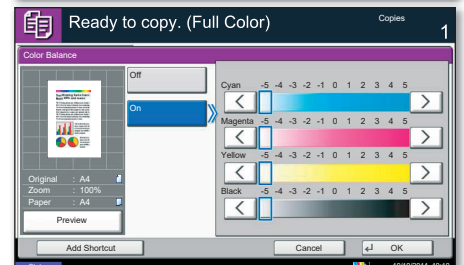 Ready to copy. (Full Color)
Copies
1
Color Balance
Off
On
Cyan -5 -4 -3 -2 -1 0 1 2 3 4 5
Magenta -5 -4 -3 -2 -1 0 1 2 3 4 5
Yellow -5 -4 -3 -2 -1 0 1 2 3 4 5
Black -5 -4 -3 -2 -1 0 1 2 3 4 5
Original : A4
Zoom : 100%
Paper : A4
Preview
Add Shortcut
Cancel
OK